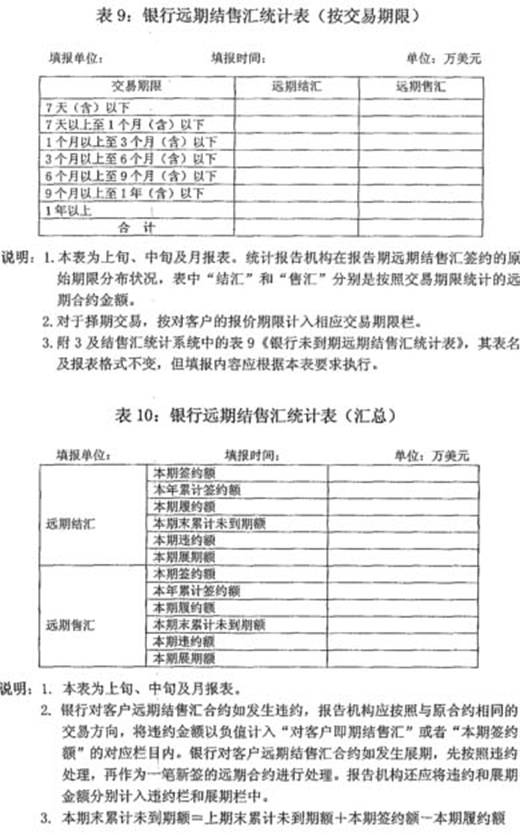 表 9：银行远期结售汇统计表（按交易期限）
填报单位： 填报时间： 单位：万美元
交易期限 远期结汇 远期售汇
7 天（含）以下
7 天以上至 1 个月（含）以下
1 个月以上至 3 个月（含）以下
3 个月以上至 6 个月（含）以下
6 个月以上至 9 个月（含）以下
9 个月以上至 1 年（含）以下
1 年以上
合 计
说明：1. 本表为上旬、中旬及月报表。统计报告机构在报告期远期结售汇签约的原
始期限分布状况，表中“结汇”和“售汇”分别是按照交易期限统计的远
期合约金额。
2. 对于择期交易，按对客户的报价期限计入相应交易期限栏。
3. 附 3 及结售汇统计系统中的表 9《银行未到期远期结售汇统计表》，其表名
及报表格式不变，但填报内容应根据本表要求执行。
表 10：银行远期结售汇统计表（汇总）
填报单位： 填报时间： 单位：万美元
远期结汇
本期签约额
本年累计签约额
本期履约额
本期末累计未到期额
本期违约额
本期展期额
远期售汇
本期签约额
本年累计签约额
本期履约额
本期末累计未到期额
本期违约额
本期展期额
说明：1. 本表为上旬、中旬及月报表。
2. 银行对客户远期结售汇合约如发生违约，报告机构应按照与原合约相同的
交易方向，将违约金额以负值计入“对客户即期结售汇”或者“本期签约
额”的对应栏目内。银行对客户远期结售汇合约如发生展期，先按照违约
处理，再作为一笔新签的远期合约进行处理。报告机构还应将违约和展期
金额分别计入违约栏和展期栏中。
3. 本期末累计未到期额＝上期末累计未到期额＋本期签约额－本期履约额